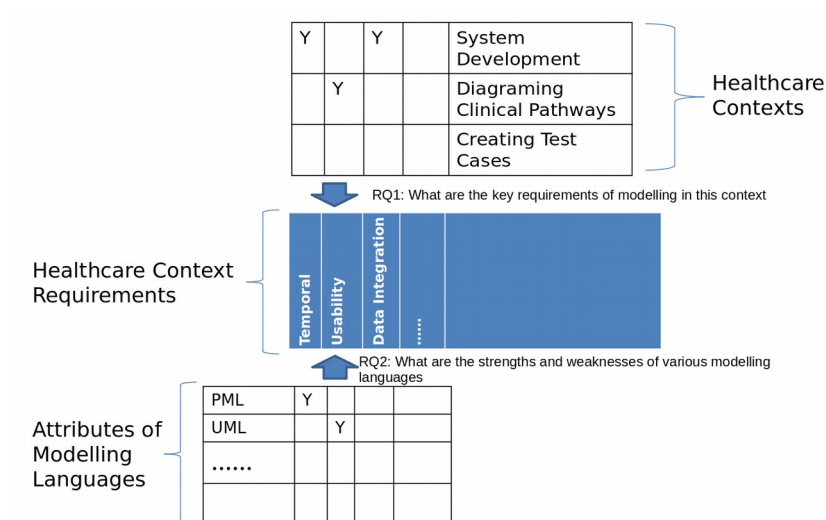 Y Y System
Development
Y Diagraming
Clinical Pathways
Creating Test
Cases
Healthcare
Contexts
RQ1: What are the key requirements of modelling in this context
Healthcare Context
Requirements
Temporal
Usability
Data Integration
......
RQ2: What are the strengths and weaknesses of various modelling
languages
Attributes of
Modelling
Languages
PML Y
UML Y
......